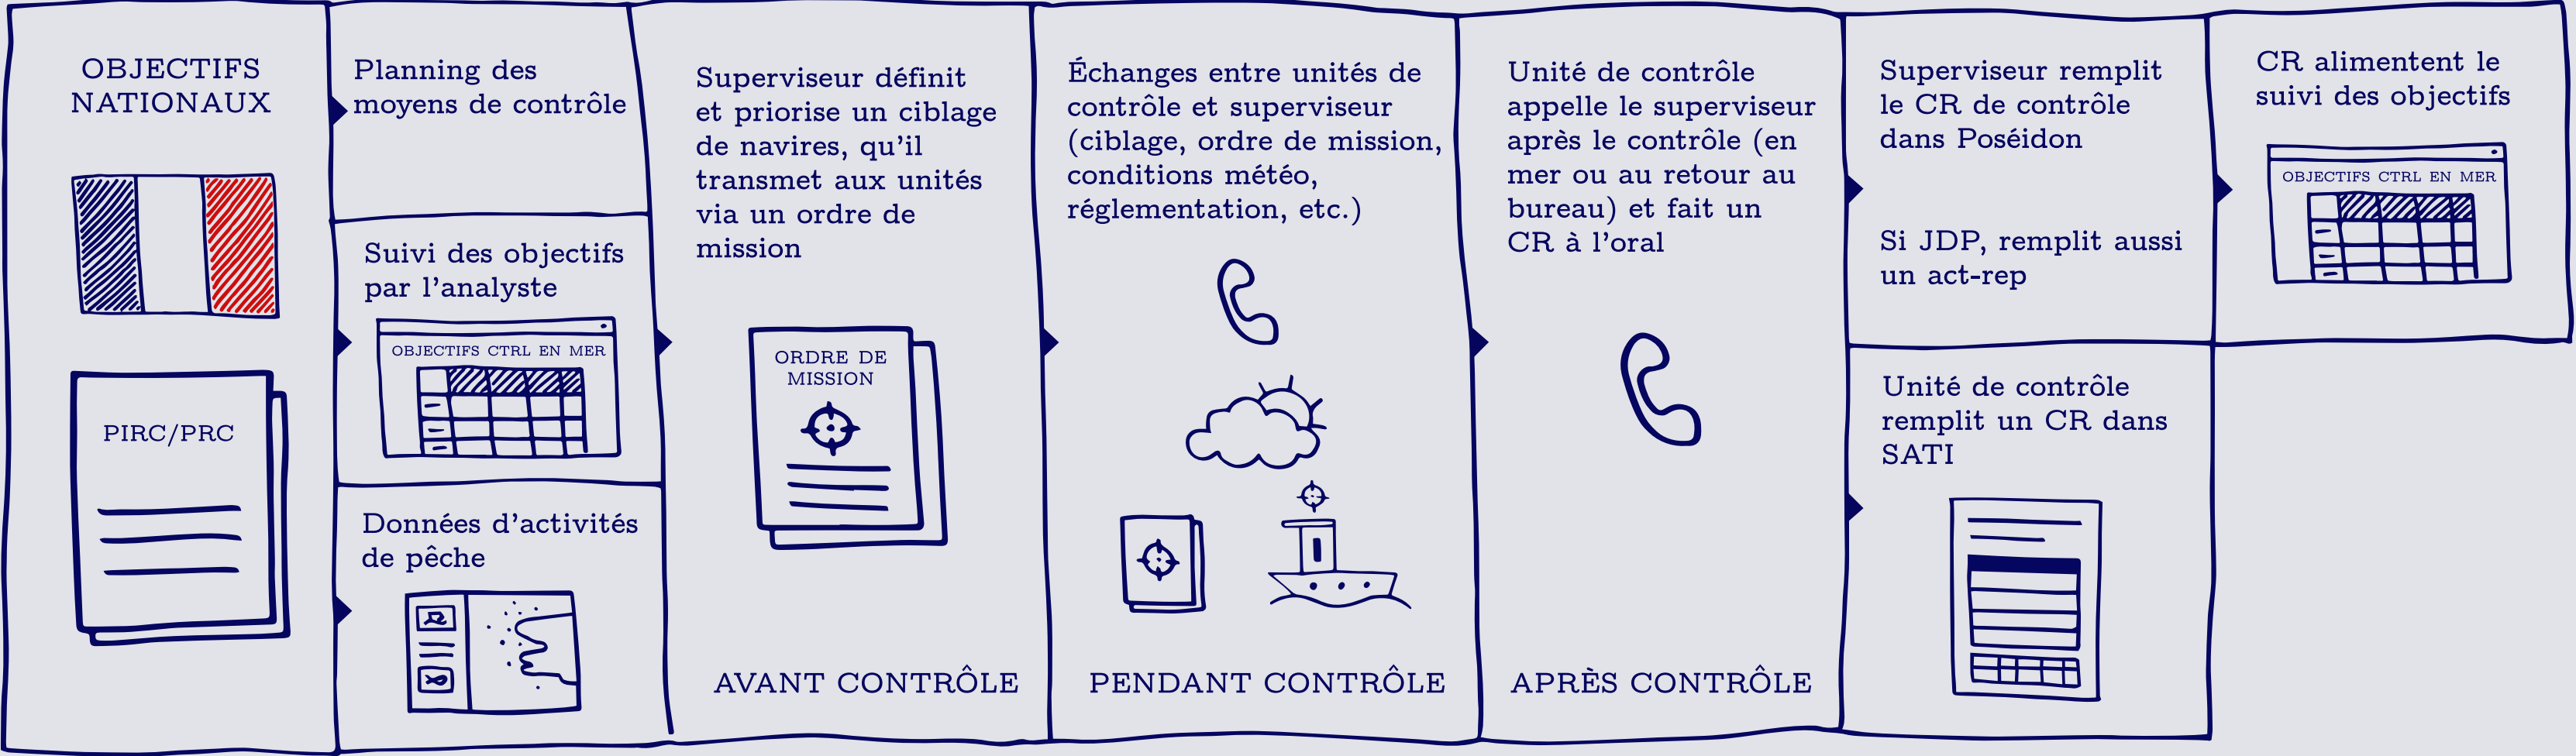 OBJECTIFS
NATIONAUX
PIRC/PRC
Planning des
moyens de contrôle
Suivi des objectifs
par l'analyste
OBJECTIFS CTRL EN MER
Données d'activités
de pêche
Superviseur définit
et priorise un ciblage
de navires, qu'il
transmet aux unités
via un ordre de
mission
ORDRE DE
MISSION
AVANT CONTRÔLE
Échanges entre unités de
contrôle et superviseur
(ciblage, ordre de mission,
conditions météo,
réglementation, etc.)
PENDANT CONTRÔLE
Unité de contrôle
appelle le superviseur
après le contrôle (en
mer ou au retour au
bureau) et fait un
CR à l'oral
APRÈS CONTRÔLE
Superviseur remplit
le CR de contrôle
dans Poséidon
Si JDP, remplit aussi
un act-rep
Unité de contrôle
remplit un CR dans
SATI
CR alimentent le
suivi des objectifs
OBJECTIFS CTRL EN MER